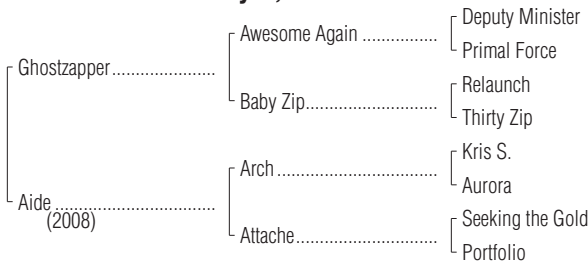 Deputy Minister
Awesome Again
Primal Force
Ghostzapper
Relaunch
Baby Zip
Thirty Zip
Kris S.
Arch
Aurora
Aide
(2008)
Seeking the Gold
Attache
Portfolio